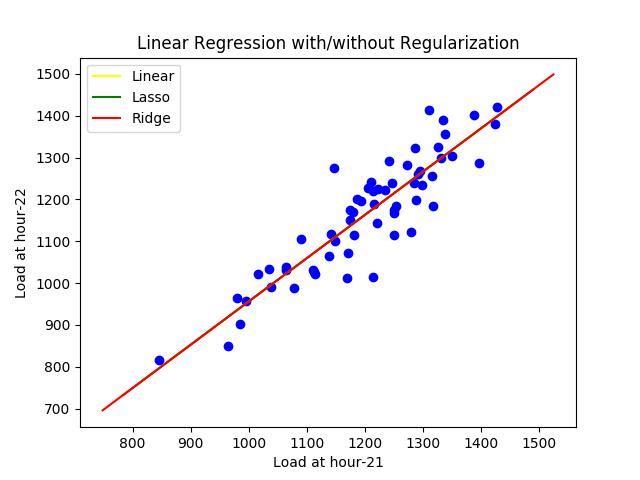 Linear Regression with/without Regularization
Linear
Lasso
Ridge
1500
1400
1300
1200
1100
1000
900
800
700
Load at hour-22
800 900 1000 1100 1200 1300 1400 1500
Load at hour-21